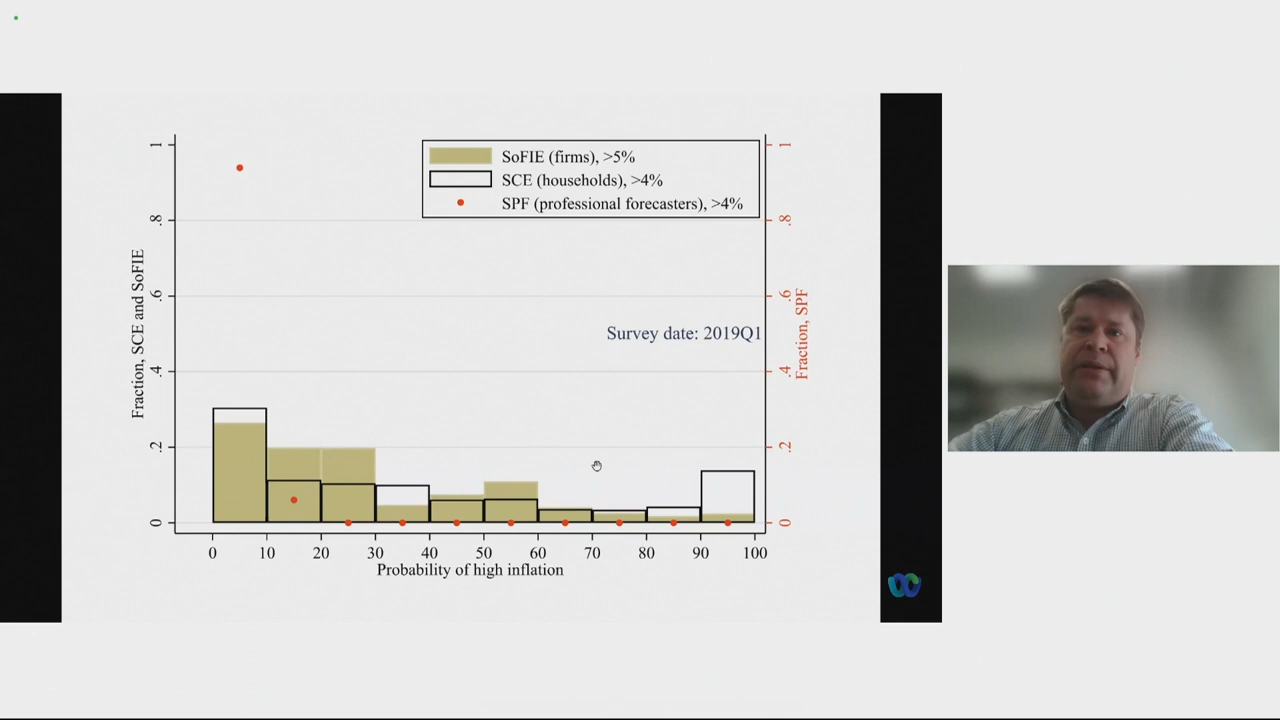 SoFIE (firms), >5%
SCE (households), >4%
SPF (professional forecasters), >4%
Survey date: 2019Q1
Fraction, SCE and SoFIE
0 .2 .4 .6 .8 1
Fraction, SPF
0 .2 .4 .6 .8 1
0 10 20 30 40 50 60 70 80 90 100
Probability of high inflation